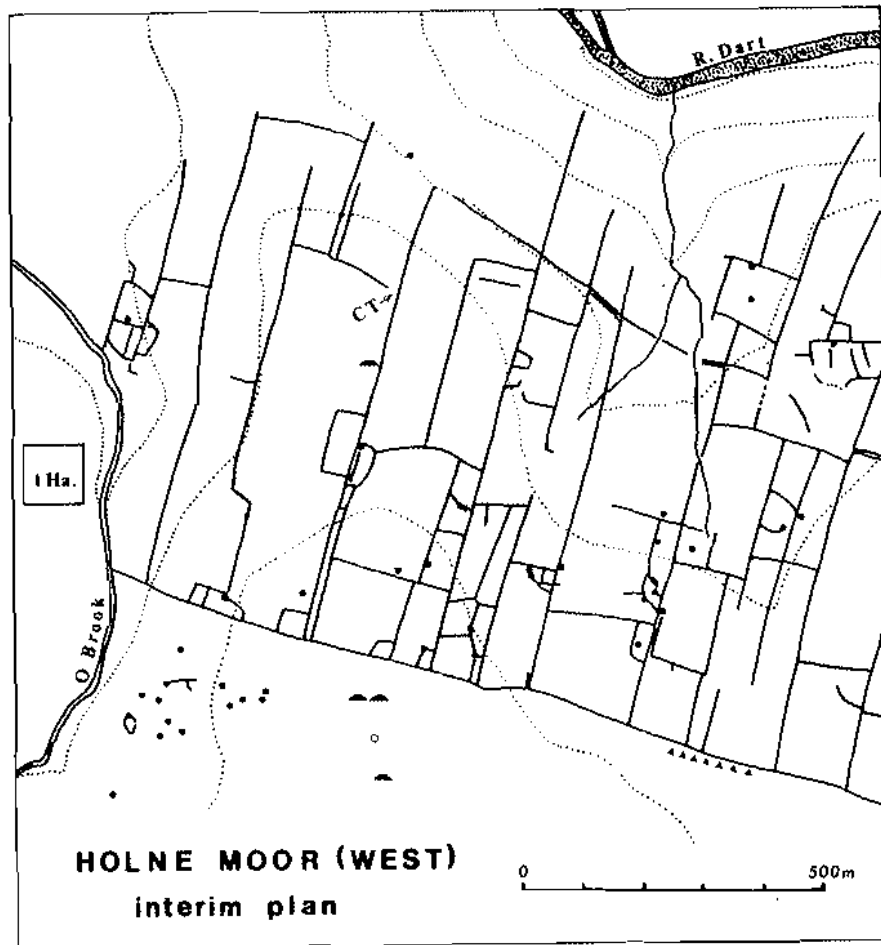 R. Dart
CT
1 Ha.
O Brook
HOLNE MOOR (WEST)
interim plan
0 500m